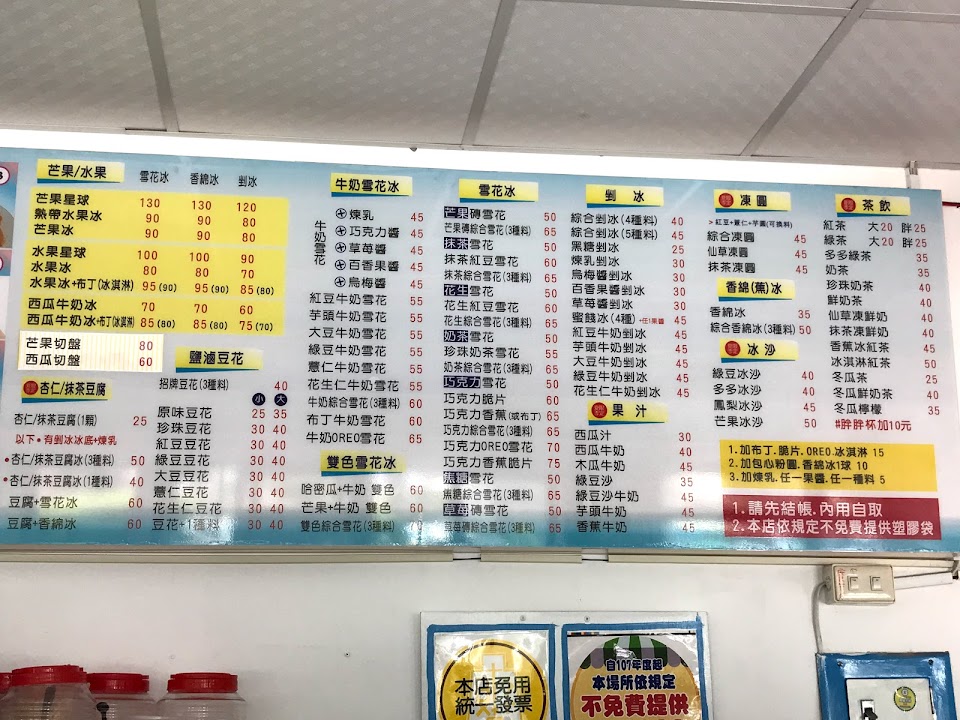 芒果/水果 雪花冰 香綿冰 剉冰
芒果星球 130 130 120
熱帶水果冰 90 90 80
芒果冰 90 90 80
水果星球 100 100 90
水果冰 80 80 70
水果冰+布丁(冰淇淋) 95(90) 95(90) 85(80)
西瓜牛奶冰 70 70 60
西瓜牛奶冰+布丁(冰淇淋) 85(80) 85(80) 75(70)
芒果切盤 80
西瓜切盤 60
杏仁/抹茶豆腐
杏仁/抹茶豆腐(1顆) 25
以下•有剉冰冰底+煉乳
•杏仁/抹茶豆腐冰(3種料) 50
•杏仁/抹茶豆腐冰(1種料) 40
豆腐+雪花冰 60
豆腐+香綿冰 60
鹽滷豆花
招牌豆花(3種料) 40
小 大
原味豆花 25 35
珍珠豆花 30 40
紅豆豆花 30 40
綠豆豆花 30 40
大豆豆花 30 40
薏仁豆花 30 40
花生仁豆花 30 40
豆花+1種料 30 40
牛奶雪花冰
牛奶雪花
煉乳 45
巧克力醬 45
草莓醬 45
百香果醬 45
烏梅醬 45
紅豆牛奶雪花 55
芋頭牛奶雪花 55
大豆牛奶雪花 55
綠豆牛奶雪花 55
薏仁牛奶雪花 55
花生仁牛奶雪花 55
牛奶綜合雪花(3種料) 60
布丁牛奶雪花 60
牛奶OREO雪花 65
雙色雪花冰
哈密瓜+牛奶 雙色 60
芒果+牛奶 雙色 60
雙色綜合雪花(3種料) 70
雪花冰
芒果磚雪花 50
芒果磚綜合雪花(3種料) 65
抹茶雪花 50
抹茶紅豆雪花 60
抹茶綜合雪花(3種料) 65
花生雪花 50
花生紅豆雪花 60
花生綜合雪花(3種料) 65
奶茶雪花 50
珍珠奶茶雪花 55
奶茶綜合雪花(3種料) 65
巧克力雪花 50
巧克力脆片 60
巧克力香蕉(或布丁) 65
巧克力綜合雪花(3種料) 65
巧克力OREO雪花 70
巧克力香蕉脆片 75
焦糖雪花 50
焦糖綜合雪花(3種料) 65
草莓磚雪花 50
草莓磚綜合雪花(3種料) 65
剉 冰
綜合剉冰(4種料) 40
綜合剉冰(5種料) 45
黑糖剉冰 25
煉乳剉冰 30
烏梅醬剉冰 30
百香果醬剉冰 30
草莓醬剉冰 30
蜜餞冰(4種)+任1果醬 45
紅豆牛奶剉冰 45
芋頭牛奶剉冰 45
大豆牛奶剉冰 45
綠豆牛奶剉冰 45
花生仁牛奶剉冰 45
果 汁
西瓜汁 30
西瓜牛奶 40
木瓜牛奶 45
綠豆沙 35
綠豆沙牛奶 45
芋頭牛奶 45
香蕉牛奶 45
凍 圓
>紅豆+薏仁+芋圓(可換料)
綜合凍圓 45
仙草凍圓 45
抹茶凍圓 45
香綿(蕉)冰
香綿冰 35
綜合香綿冰(3種料) 50
冰 沙
綠豆冰沙 40
多多冰沙 40
鳳梨冰沙 45
芒果冰沙 50
茶 飲
紅茶 大20 胖25
綠茶 大20 胖25
多多綠茶 35
奶茶 35
珍珠奶茶 40
鮮奶茶 40
仙草凍鮮奶 40
抹茶凍鮮奶 40
香蕉冰紅茶 45
冰淇淋紅茶 50
冬瓜茶 25
冬瓜鮮奶茶 40
冬瓜檸檬 35
#胖胖杯加10元
1.加布丁.脆片.OREO.冰淇淋 15
2.加包心粉圓.香綿冰1球 10
3.加煉乳.任一果醬.任一種料 5
1.請先結帳.內用自取
2.本店依規定不免費提供塑膠袋
本店免用
統一發票
自107年度起
本場所依規定
不免費提供